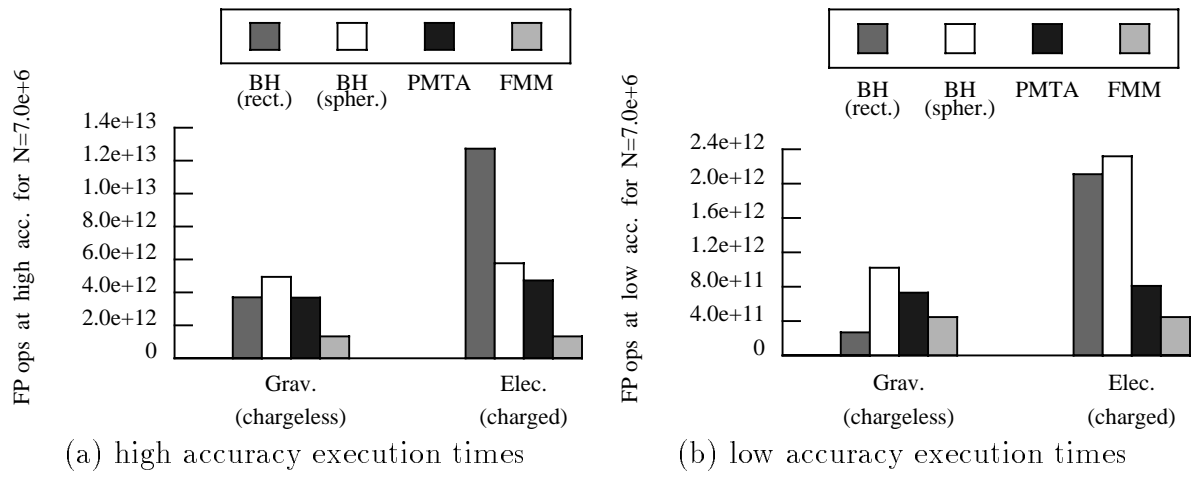 BH BH PMTA FMM
(rect.) (spher.)
FP ops at high acc. for N=7.0e+6
1.4e+13
1.2e+13
1.0e+13
8.0e+12
6.0e+12
4.0e+12
2.0e+12
0
Grav. Elec.
(chargeless) (charged)
(a) high accuracy execution times
BH BH PMTA FMM
(rect.) (spher.)
FP ops at low acc. for N=7.0e+6
2.4e+12
2.0e+12
1.6e+12
1.2e+12
8.0e+11
4.0e+11
0
Grav. Elec.
(chargeless) (charged)
(b) low accuracy execution times